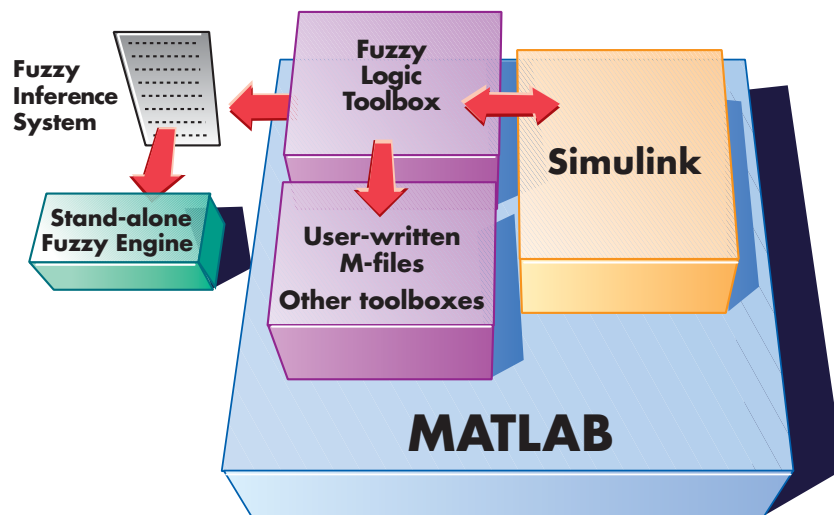 Fuzzy
Inference
System
Fuzzy
Logic
Toolbox
Simulink
Stand-alone
Fuzzy Engine
User-written
M-files
Other toolboxes
MATLAB